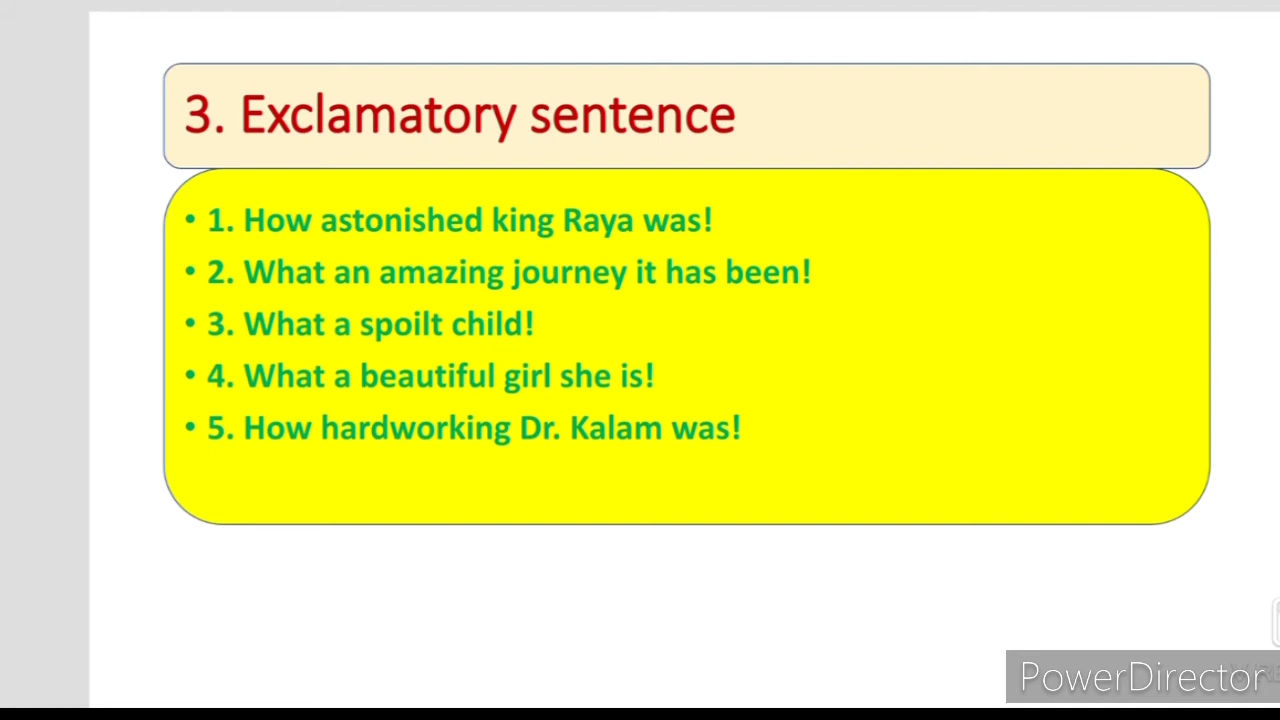 3. Exclamatory sentence
• 1. How astonished king Raya was!
• 2. What an amazing journey it has been!
• 3. What a spoilt child!
• 4. What a beautiful girl she is!
• 5. How hardworking Dr. Kalam was!
PowerDirector